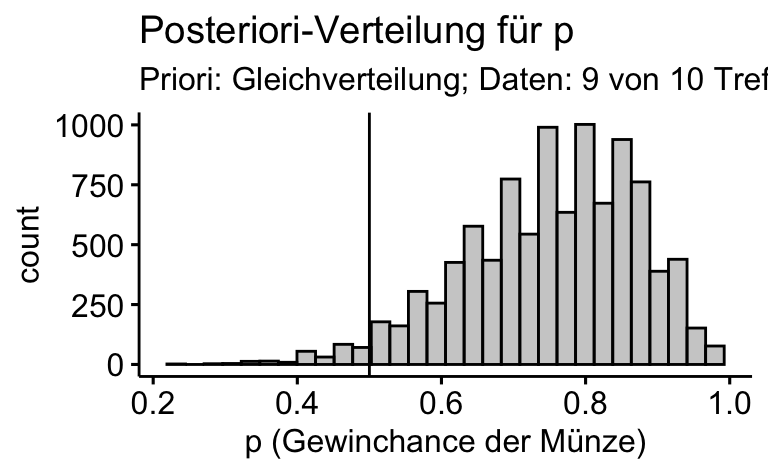 Posteriori-Verteilung für p
Priori: Gleichverteilung; Daten: 9 von 10 Tref
1000
750
500
250
0
count
0.2 0.4 0.6 0.8 1.0
p (Gewinchance der Münze)